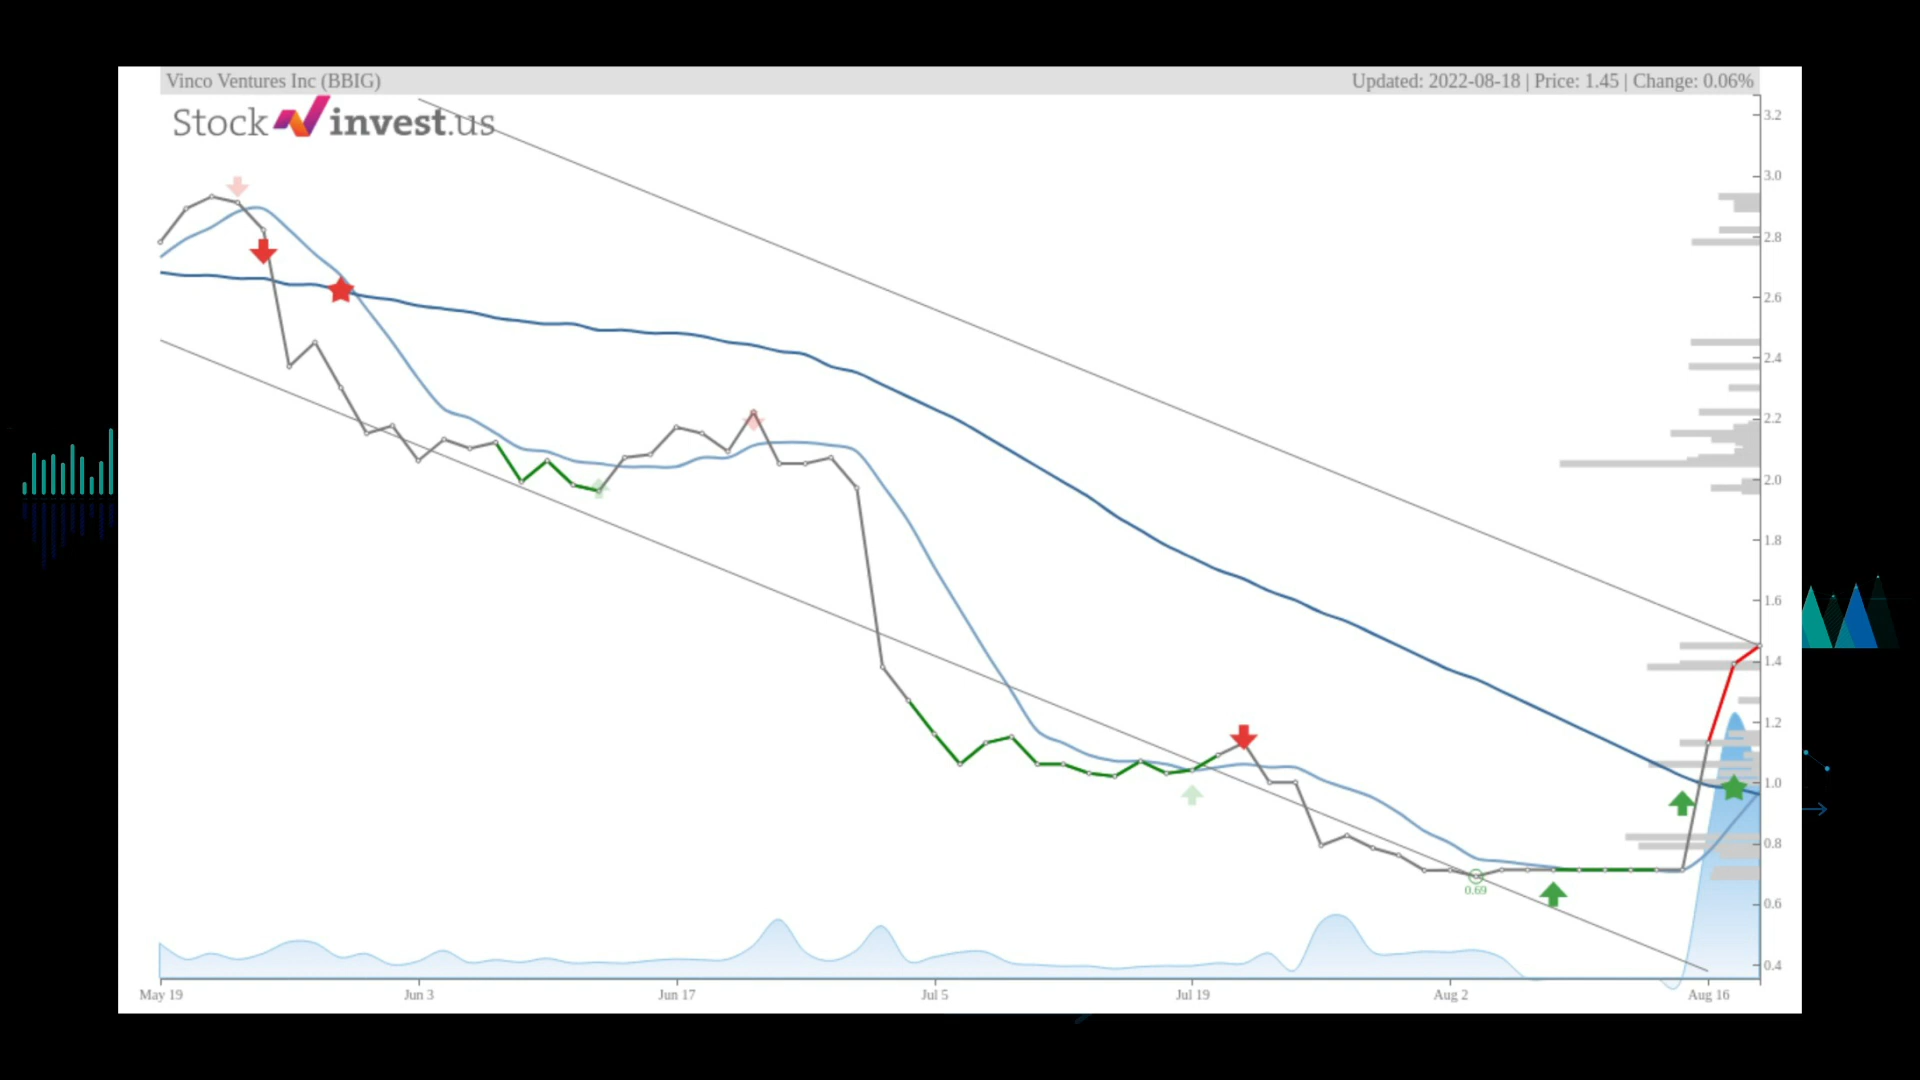 Vinco Ventures Inc (BBIG)
Updated: 2022-08-18 | Price: 1.45 | Change: 0.06%
Stock invest.us
3.2
3.0
2.8
2.6
2.4
2.2
2.0
1.8
1.6
1.4
1.2
1.0
0.8
0.6
0.4
0.69
May 19
Jun 3
Jun 17
Jul 5
Jul 19
Aug 2
Aug 16